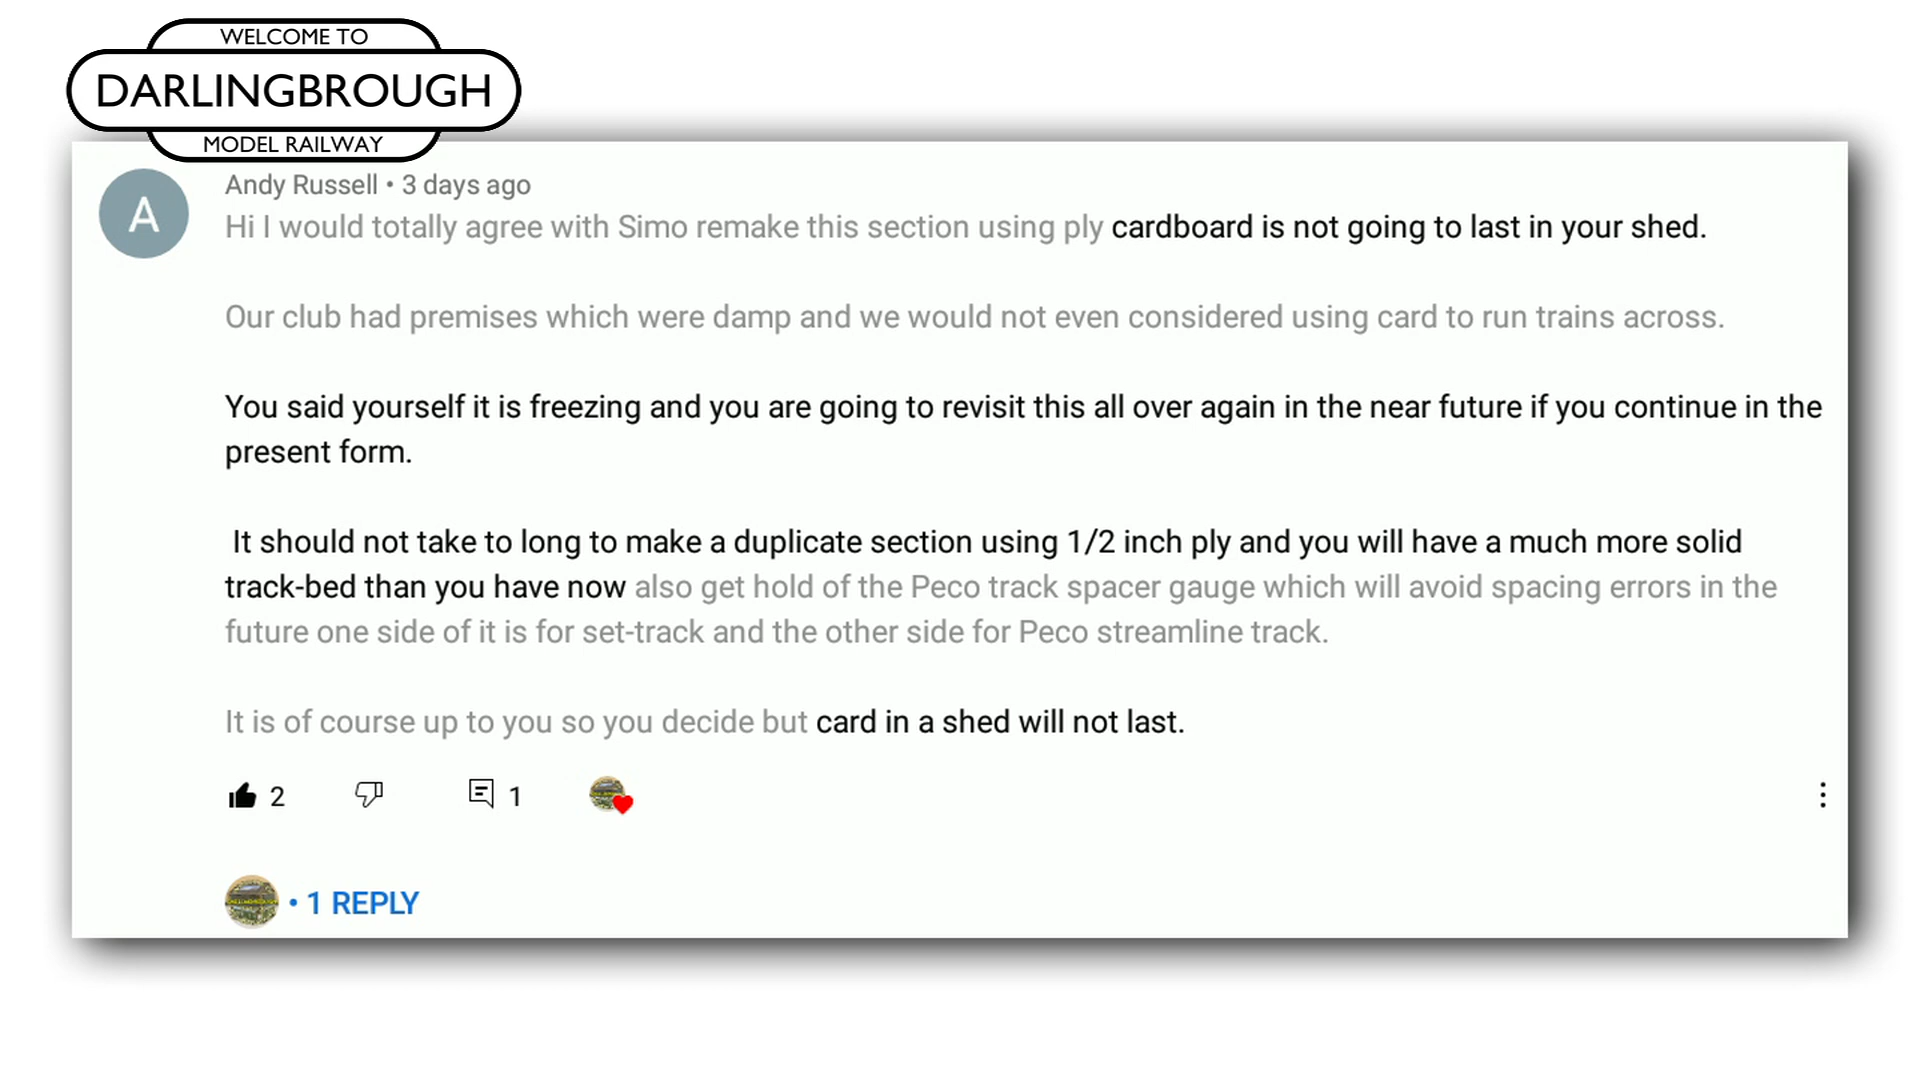 WELCOME TO
DARLINGBROUGH
MODEL RAILWAY
A
Andy Russell • 3 days ago
Hi I would totally agree with Simo remake this section using ply cardboard is not going to last in your shed.
Our club had premises which were damp and we would not even considered using card to run trains across.
You said yourself it is freezing and you are going to revisit this all over again in the near future if you continue in the
present form.
It should not take to long to make a duplicate section using 1/2 inch ply and you will have a much more solid
track-bed than you have now also get hold of the Peco track spacer gauge which will avoid spacing errors in the
future one side of it is for set-track and the other side for Peco streamline track.
It is of course up to you so you decide but card in a shed will not last.
2
1
• 1 REPLY